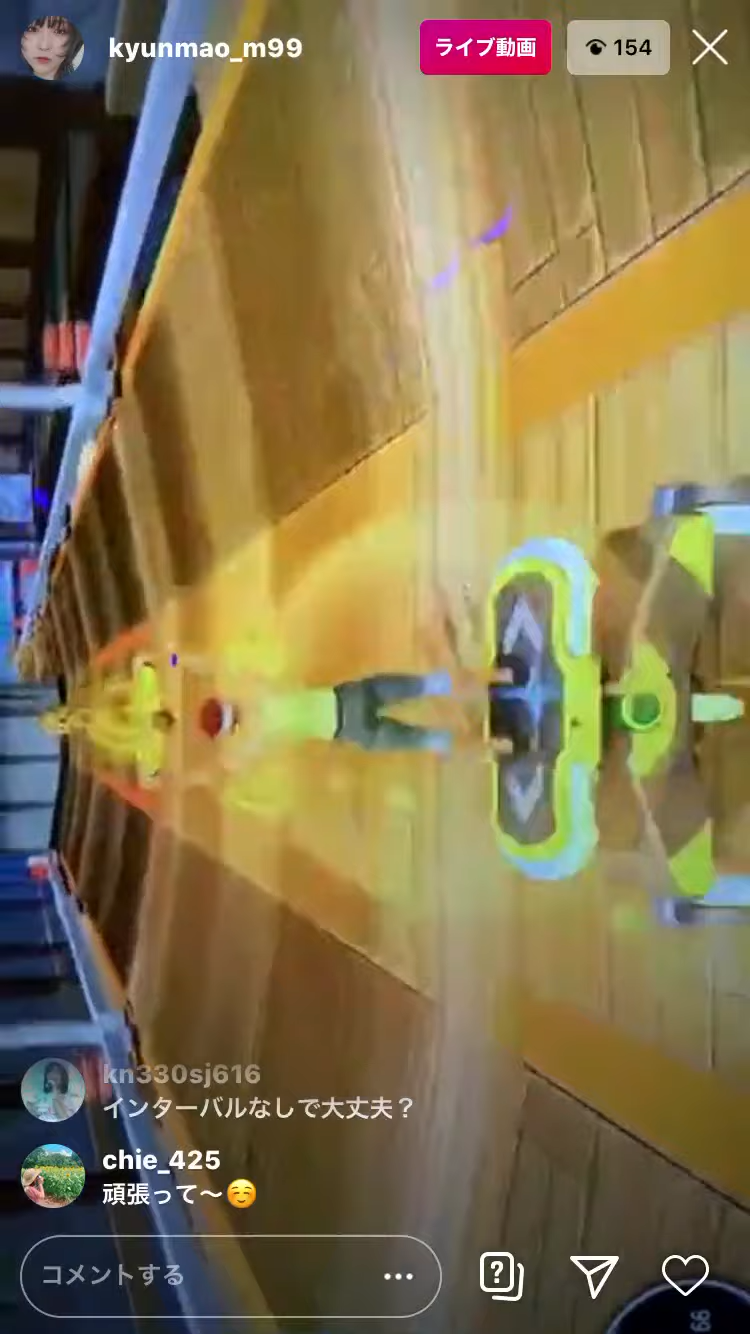 kyunmao_m99
ライブ動画
154
kn330sj616
インターバルなしで大丈夫？
chie_425
頑張って〜☺️
コメントする
66